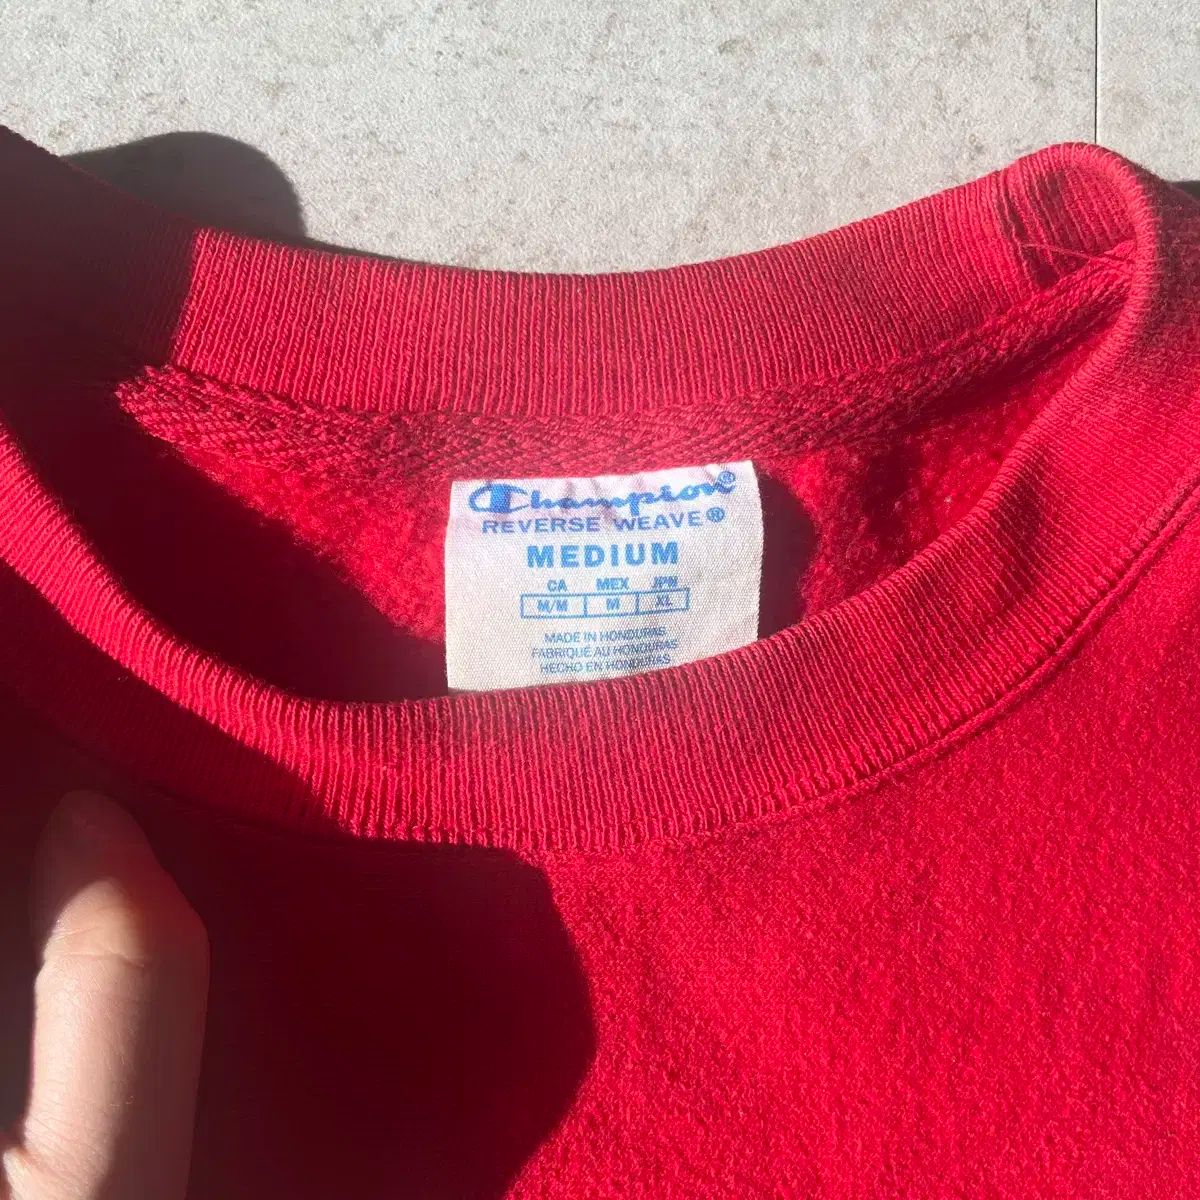 Champion®
REVERSE WEAVE®
MEDIUM
CA MEX JPN
M/M M XL
MADE IN HONDURAS
FABRIQUÉ AU HONDURAS
HECHO EN HONDURAS